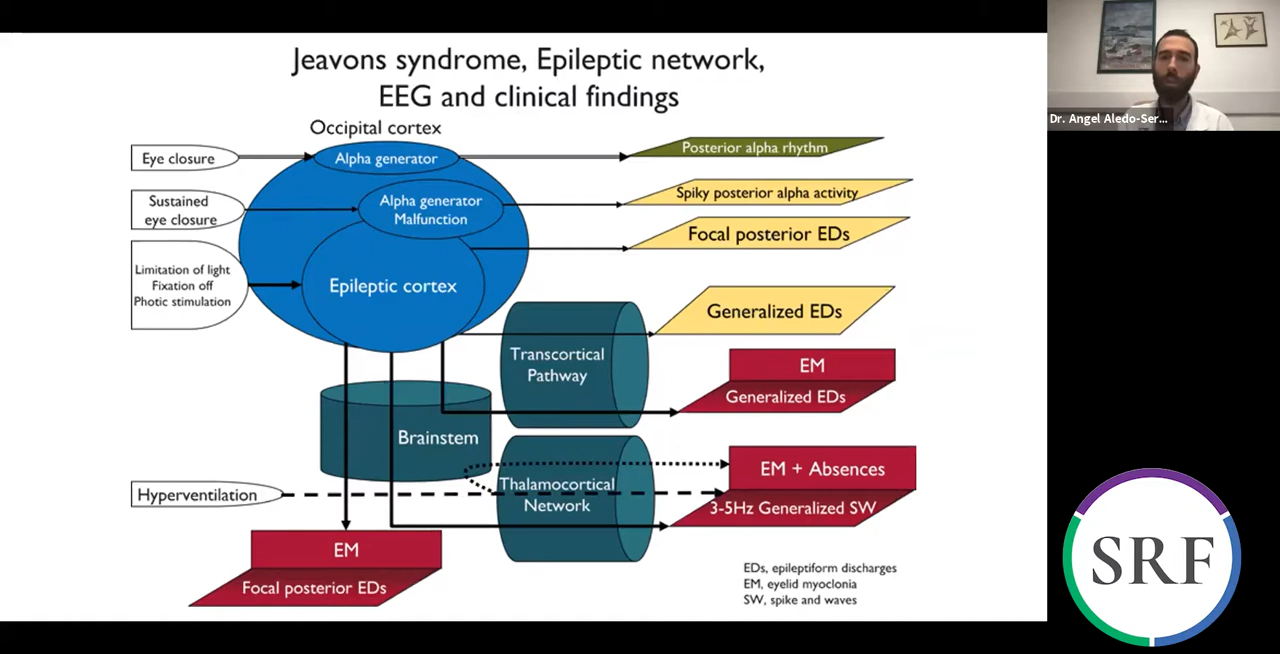 Jeavons syndrome, Epileptic network,
EEG and clinical findings
Dr. Angel Aledo-Ser...
Occipital cortex
Eye closure
Alpha generator
Posterior alpha rhythm
Sustained
eye closure
Alpha generator
Malfunction
Spiky posterior alpha activity
Focal posterior EDs
Limitation of light
Fixation off
Photic stimulation
Epileptic cortex
Generalized EDs
Transcortical
Pathway
EM
Generalized EDs
Brainstem
EM + Absences
Hyperventilation
Thalamocortical
Network
3-5Hz Generalized SW
EM
Focal posterior EDs
EDs, epileptiform discharges
EM, eyelid myoclonia
SW, spike and waves
SRF